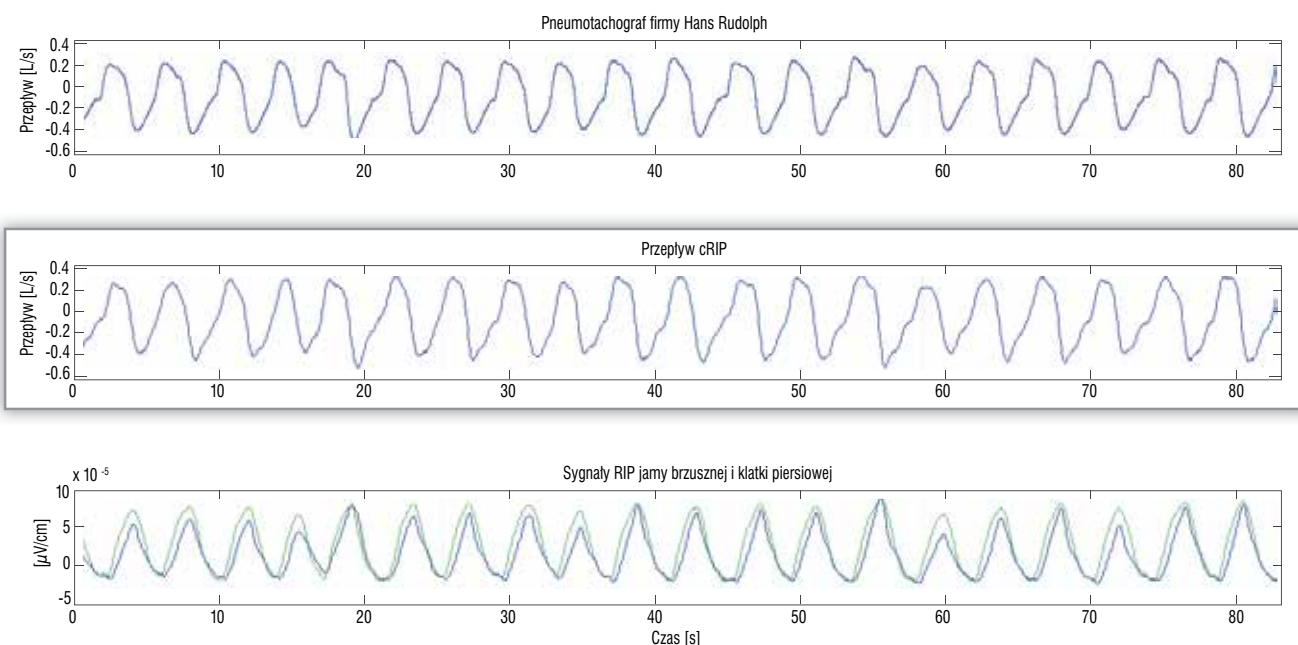 Pneumotachograf firmy Hans Rudolph
Przepływ [L/s]
0.4
0.2
0
-0.2
-0.4
-0.6
0 10 20 30 40 50 60 70 80
Przepływ cRIP
Przepływ [L/s]
0.4
0.2
0
-0.2
-0.4
-0.6
0 10 20 30 40 50 60 70 80
x 10 -5
Sygnały RIP jamy brzusznej i klatki piersiowej
[μV/cm]
10
5
0
-5
0 10 20 30 40 50 60 70 80
Czas [s]